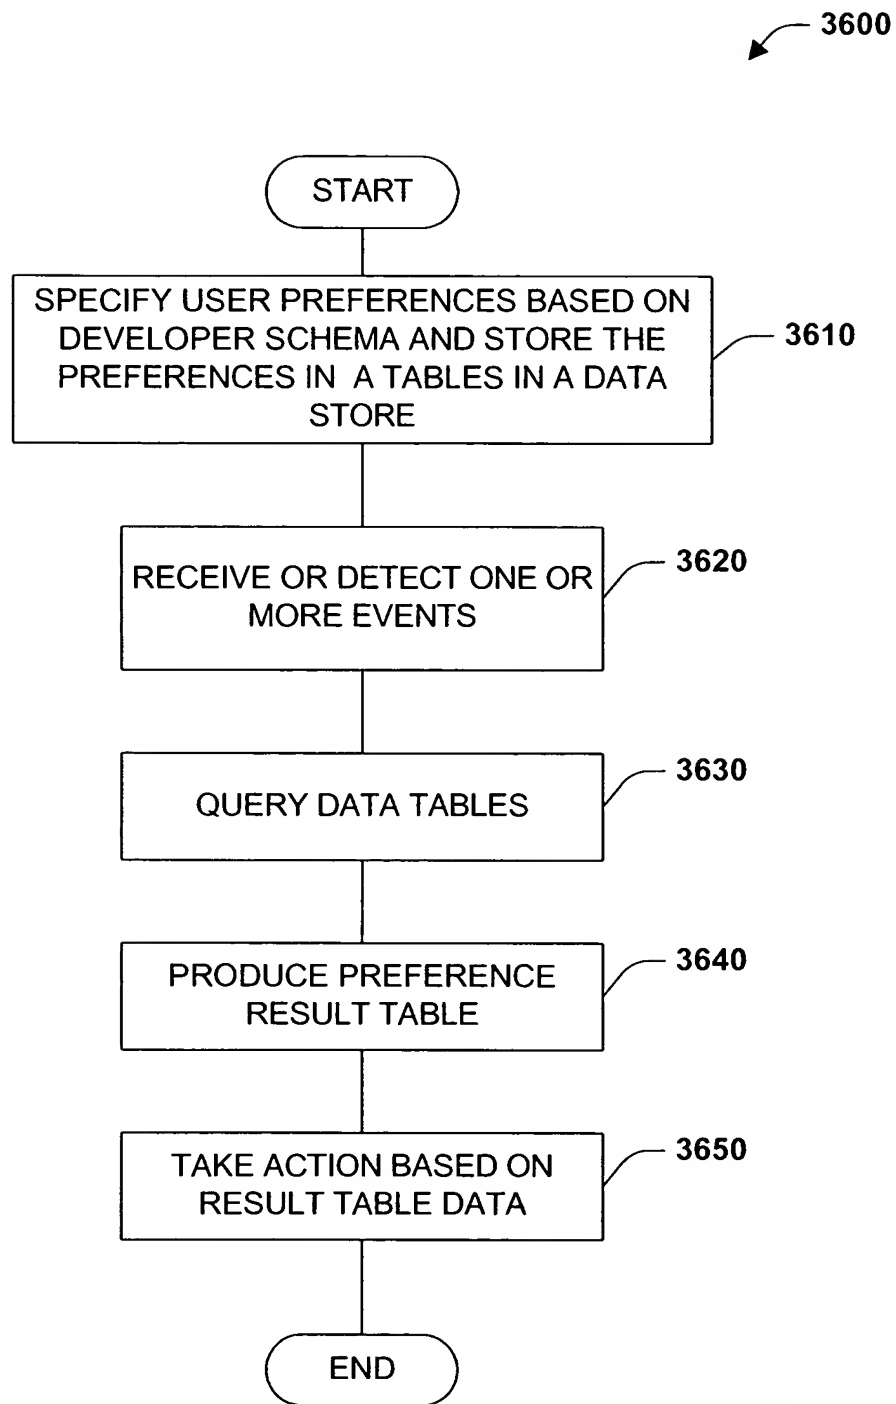 3600
START
SPECIFY USER PREFERENCES BASED ON
DEVELOPER SCHEMA AND STORE THE
PREFERENCES IN A TABLES IN A DATA
STORE
3610
RECEIVE OR DETECT ONE OR
MORE EVENTS
3620
QUERY DATA TABLES
3630
PRODUCE PREFERENCE
RESULT TABLE
3640
TAKE ACTION BASED ON
RESULT TABLE DATA
3650
END